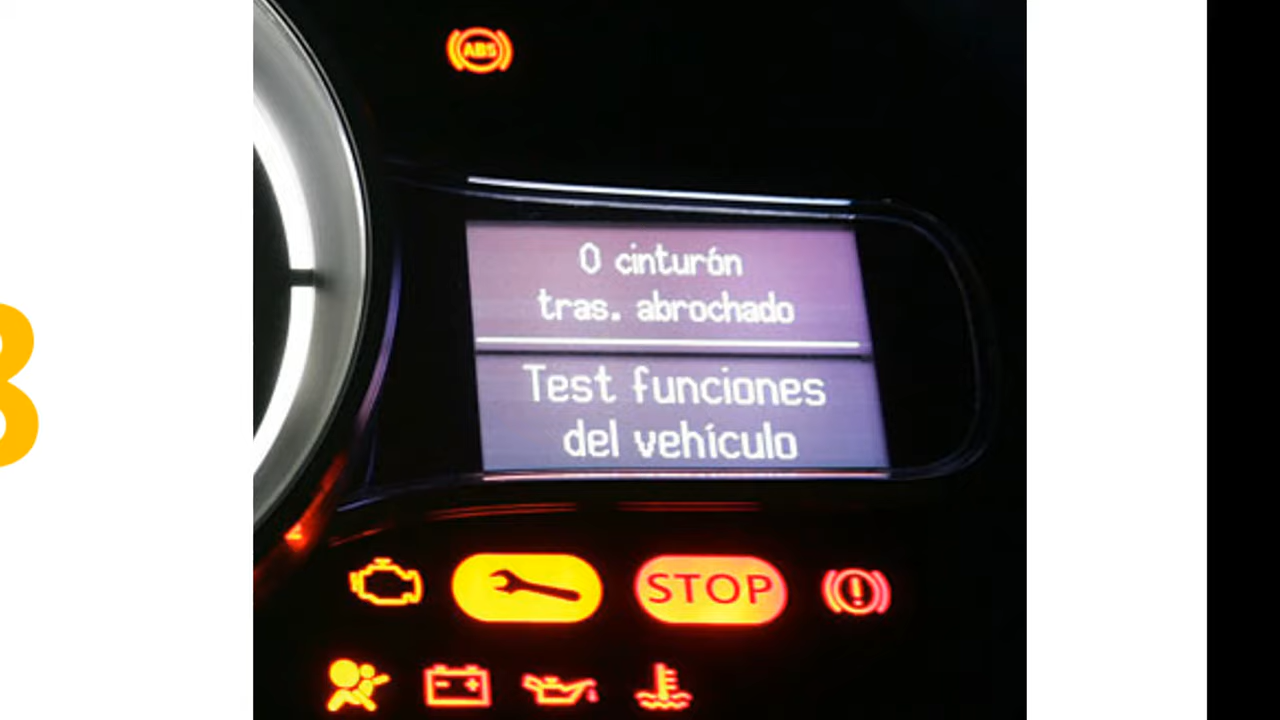 ABS
0 cinturón
tras. abrochado
Test funciones
del vehículo
STOP